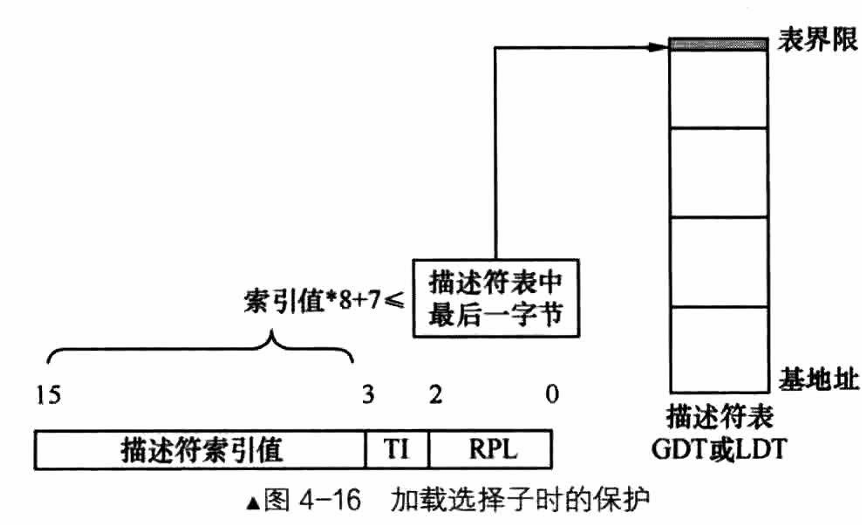 表界限
索引值*8+7≤
描述符表中
最后一字节
基地址
15 3 2 0
描述符索引值 TI RPL
描述符表
GDT或LDT
▲图 4-16 加载选择子时的保护